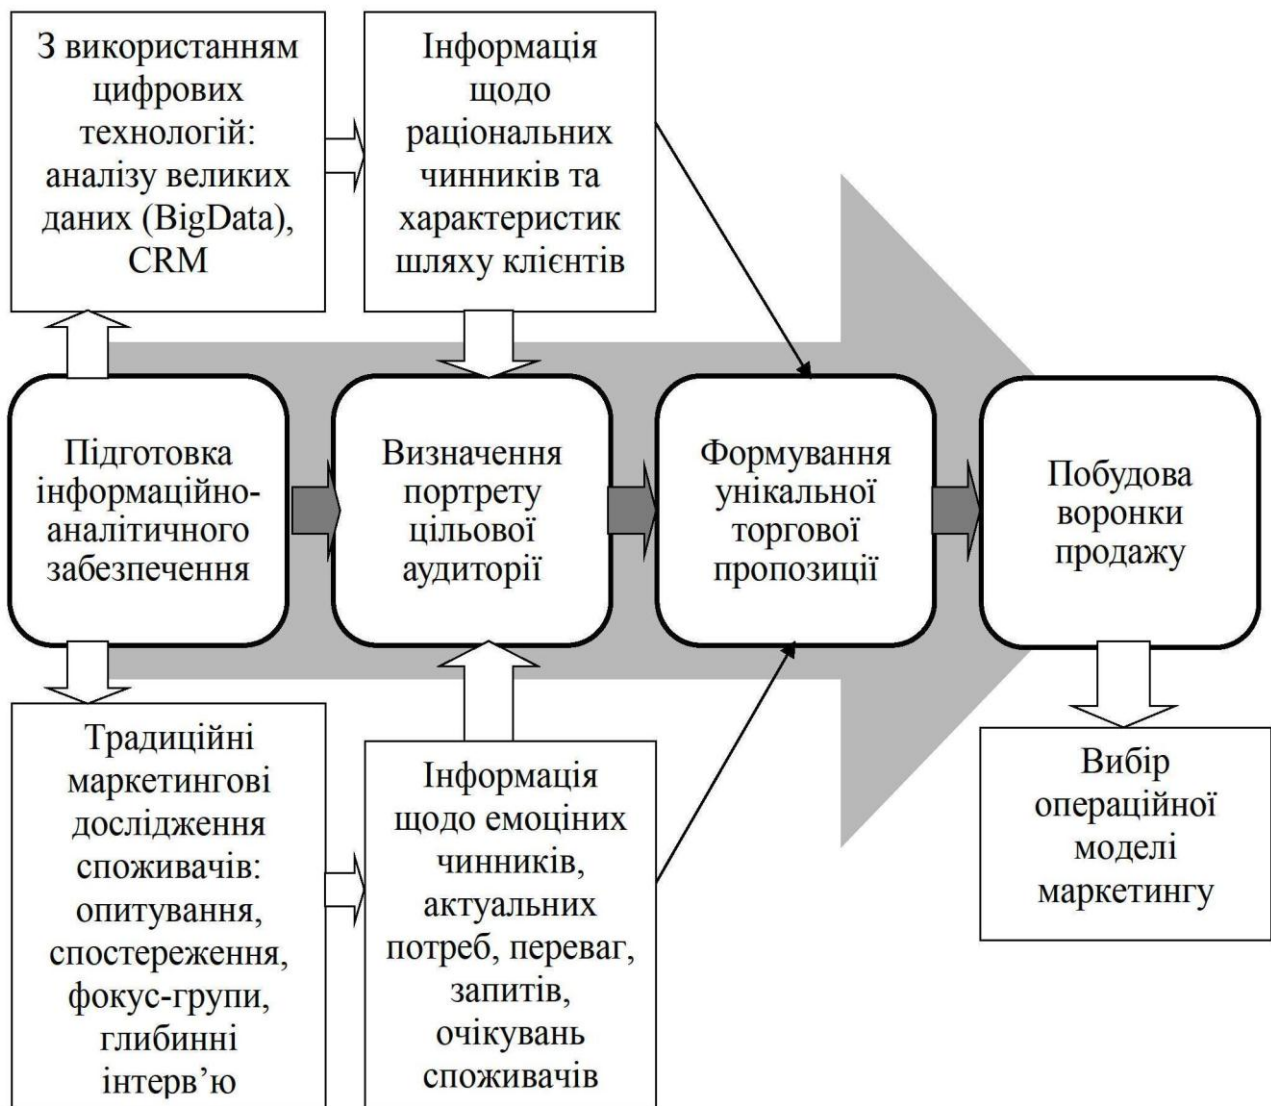 З використанням
цифрових
технологій:
аналізу великих
даних (BigData),
CRM
Інформація
щодо
раціональних
чинників та
характеристик
шляху клієнтів
Підготовка
інформаційно-
аналітичного
забезпечення
Визначення
портрету
цільової
аудиторії
Формування
унікальної
торгової
пропозиції
Побудова
воронки
продажу
Традиційні
маркетингові
дослідження
споживачів:
опитування,
спостереження,
фокус-групи,
глибинні
інтерв’ю
Інформація
щодо емоціних
чинників,
актуальних
потреб, переваг,
запитів,
очікувань
споживачів
Вибір
операційної
моделі
маркетингу